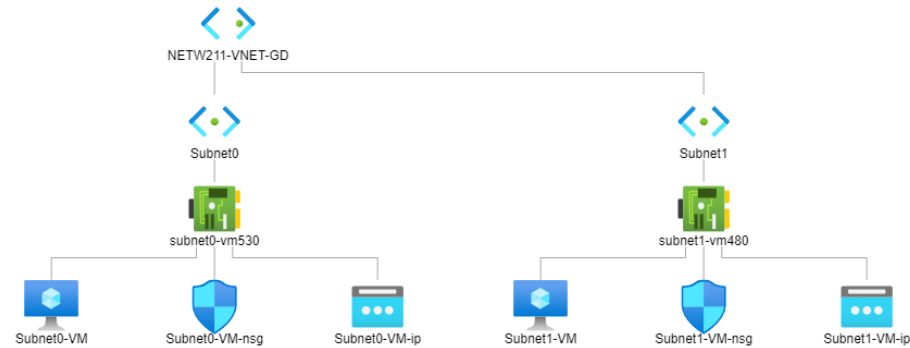 NETW211-VNET-GD
Subnet0
Subnet1
subnet0-vm530
subnet1-vm480
Subnet0-VM
Subnet0-VM-nsg
Subnet0-VM-ip
Subnet1-VM
Subnet1-VM-nsg
Subnet1-VM-ip